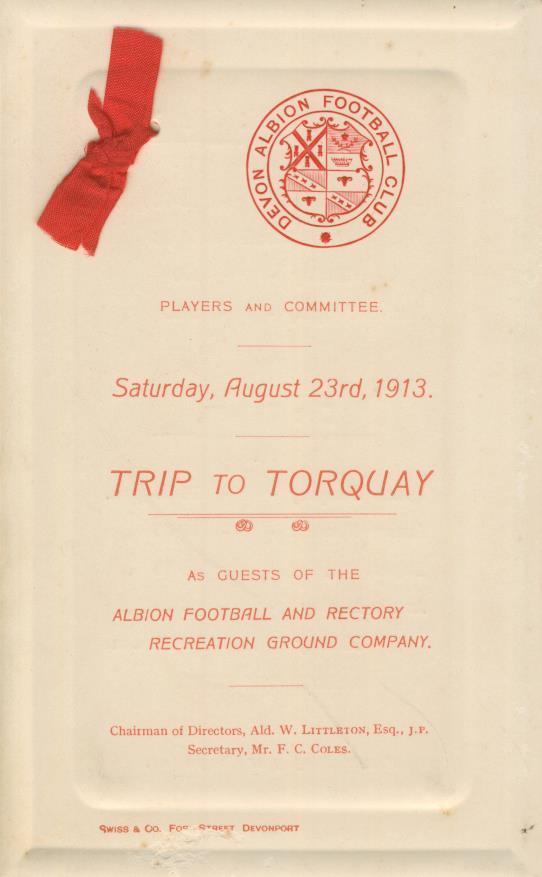 DEVON ALBION FOOTBALL CLUB
PLAYERS AND COMMITTEE.
Saturday, August 23rd, 1913.
TRIP TO TORQUAY
AS GUESTS OF THE
ALBION FOOTBALL AND RECTORY
RECREATION GROUND COMPANY.
Chairman of Directors, Ald. W. LITTLETON, Esq., J.P.
Secretary, Mr. F. C. COLES.
SWISS & CO. STREET DEVONPORT